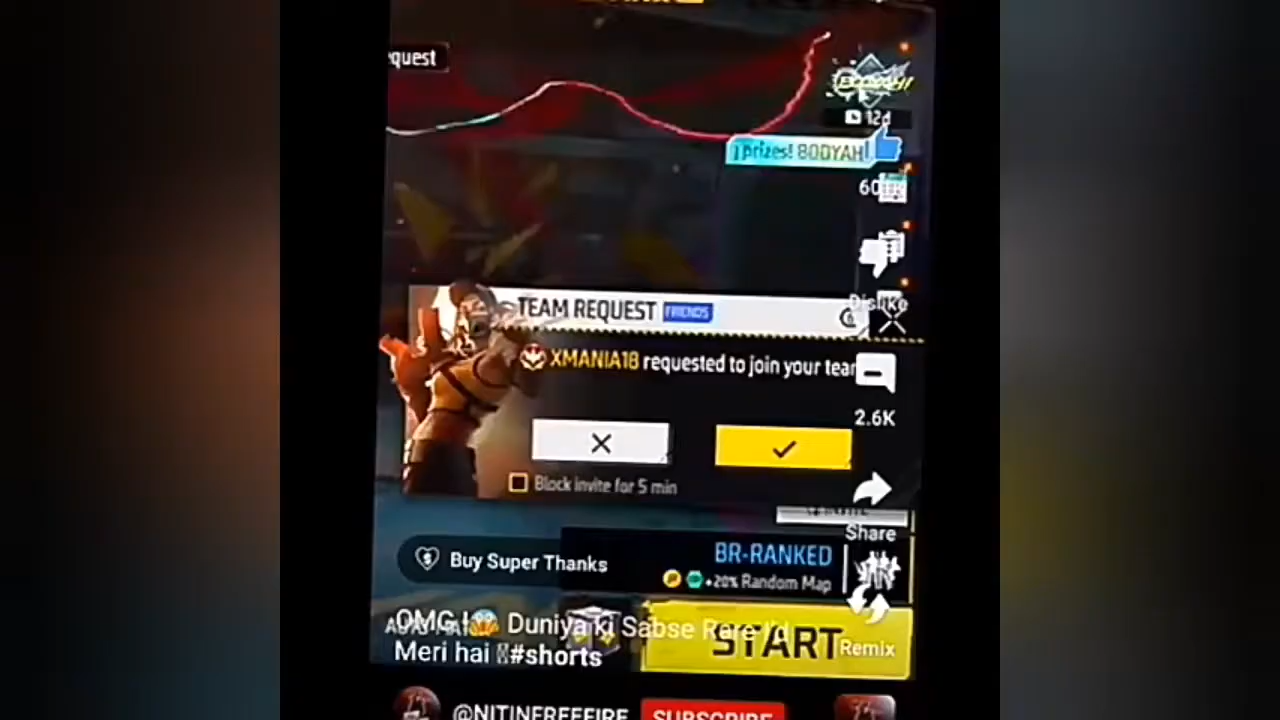 quest
BOOYAH!
12d
prizes! BOOYAH!
TEAM REQUEST FRIENDS
Dislike
XMANIA18 requested to join your tear
2.6K
Block invite for 5 min
Share
BR-RANKED
Buy Super Thanks
+20% Random Map
OMG ! 😱 Duniya ki Sabse Rare I'd
START
Meri hai #shorts
Remix
@NITINFREEFIRE
SUBSCRIBE